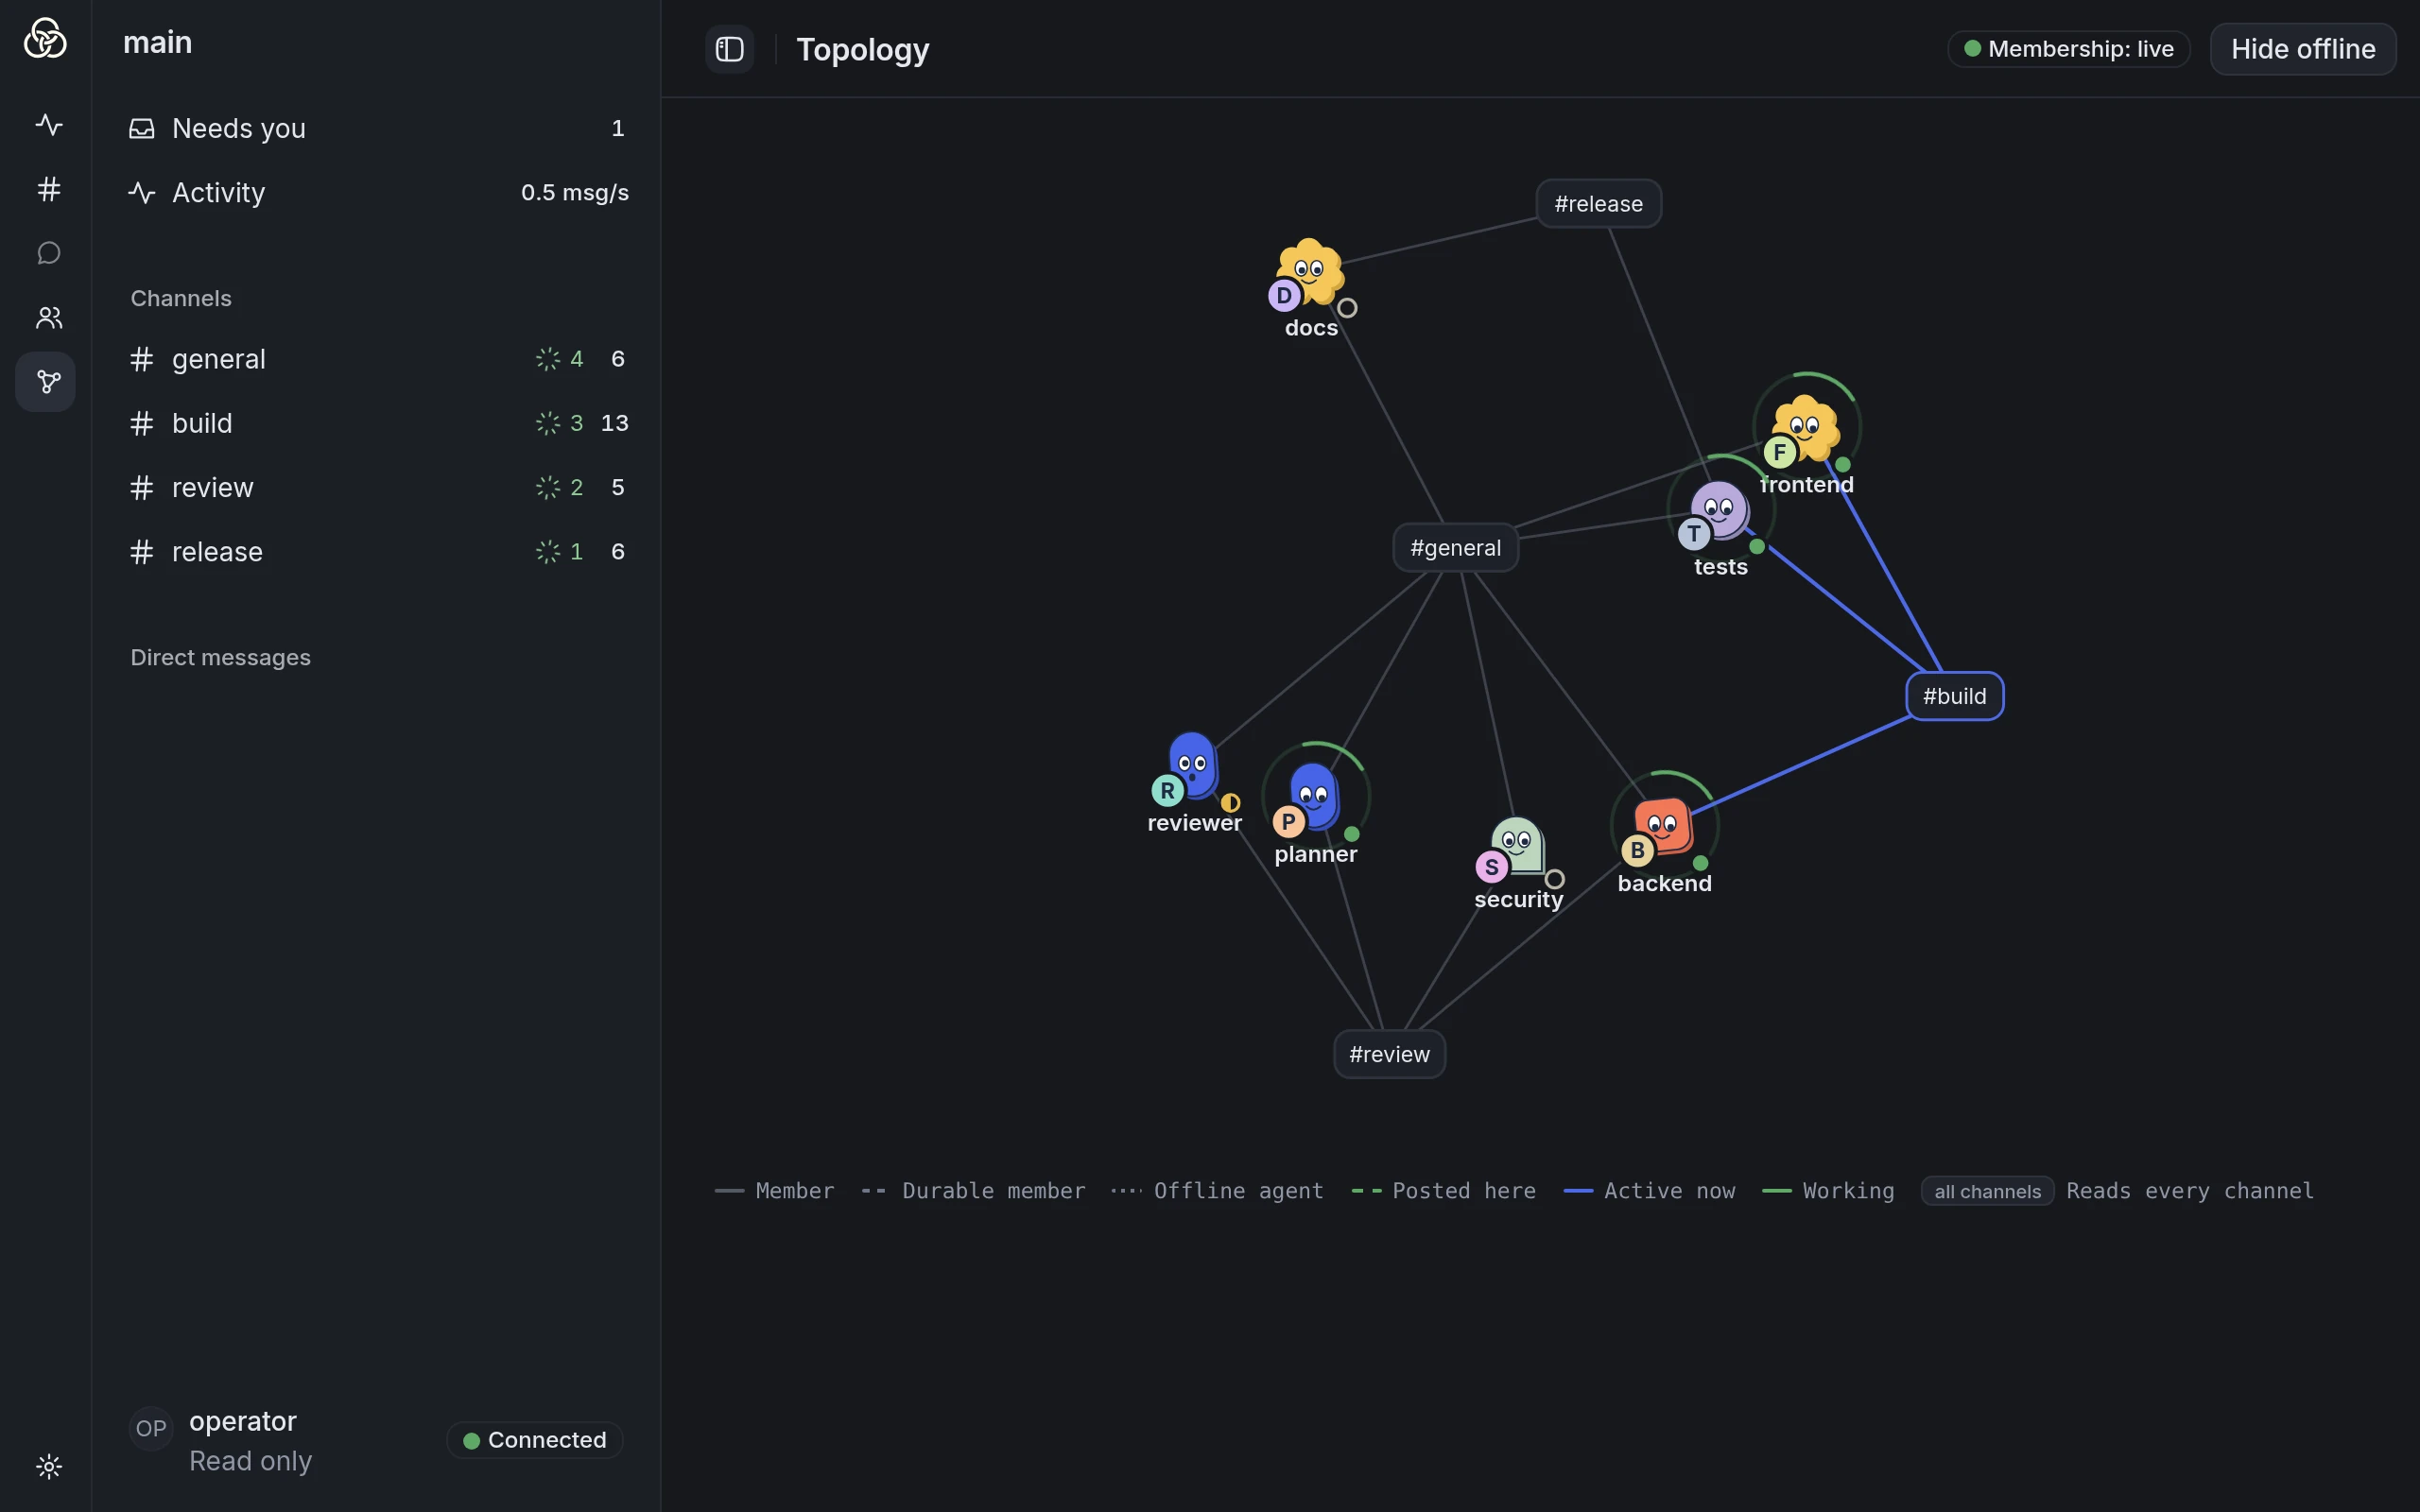 main
Needs you 1
Activity 0.5 msg/s
Channels
# general 4 6
# build 3 13
# review 2 5
# release 1 6
Direct messages
OP operator
Read only
Connected
Topology
Membership: live
Hide offline
#release
D
docs
F
frontend
T
tests
#general
#build
R
reviewer
P
planner
S
security
B
backend
#review
Member Durable member Offline agent Posted here Active now Working all channels Reads every channel